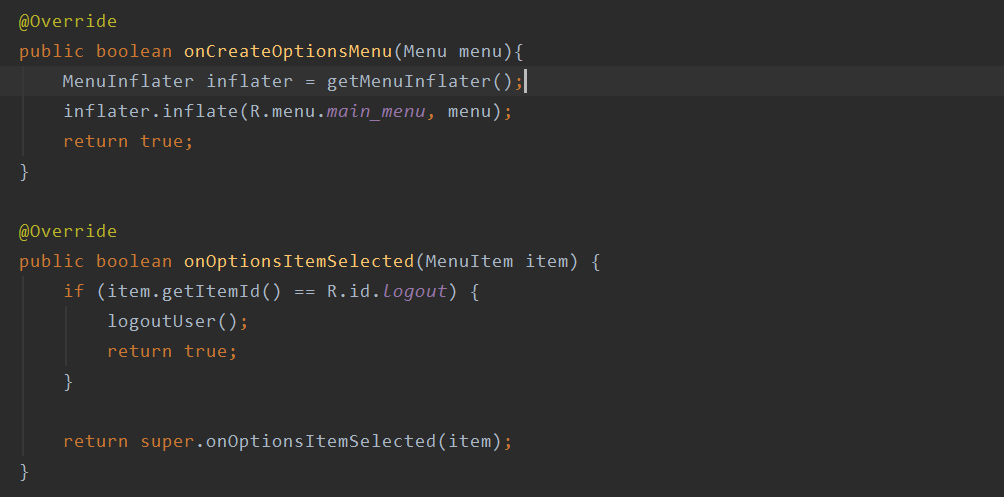 @Override
public boolean onCreateOptionsMenu(Menu menu){
    MenuInflater inflater = getMenuInflater();
    inflater.inflate(R.menu.main_menu, menu);
    return true;
}

@Override
public boolean onOptionsItemSelected(MenuItem item) {
    if (item.getItemId() == R.id.logout) {
        logoutUser();
        return true;
    }

    return super.onOptionsItemSelected(item);
}